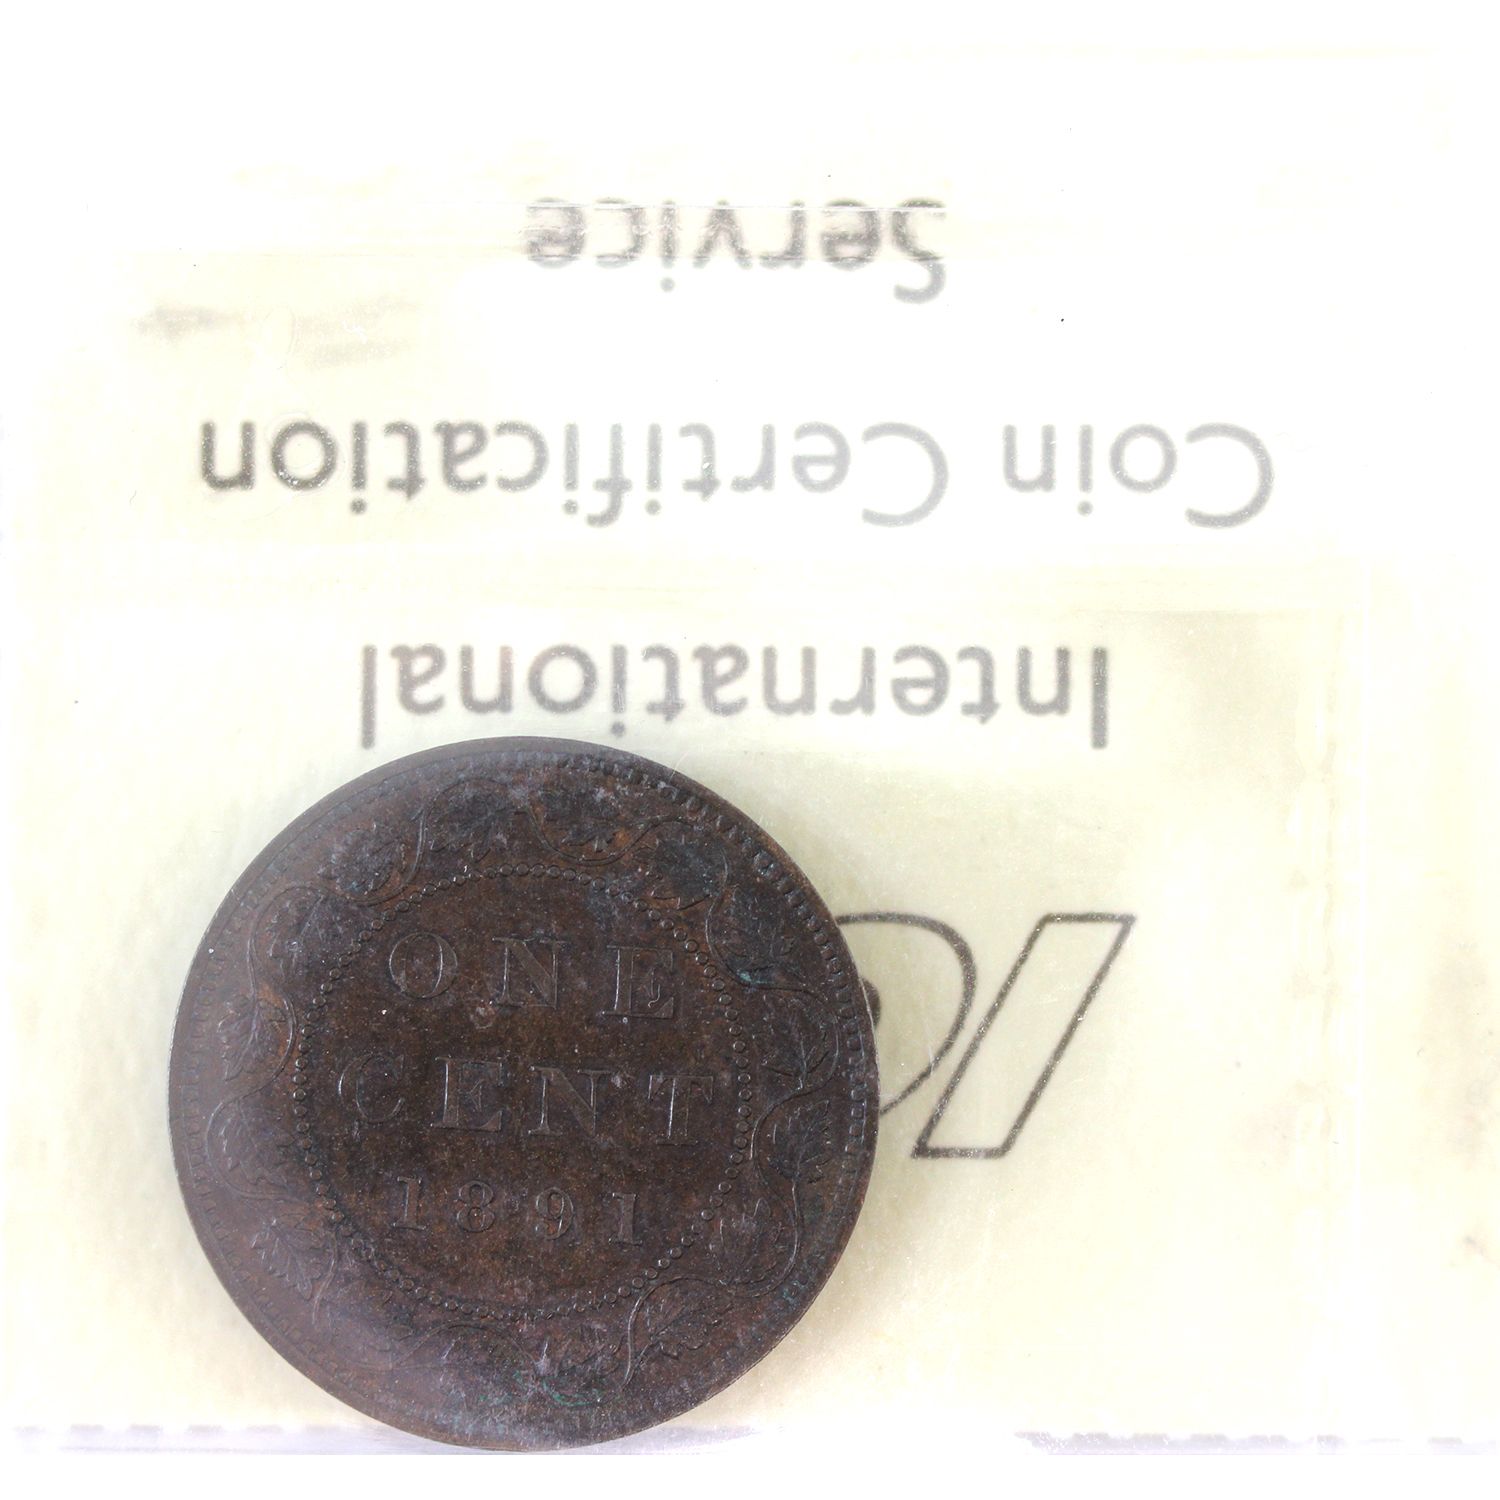 International
Coin Certification
Service
ONE
CENT
1891